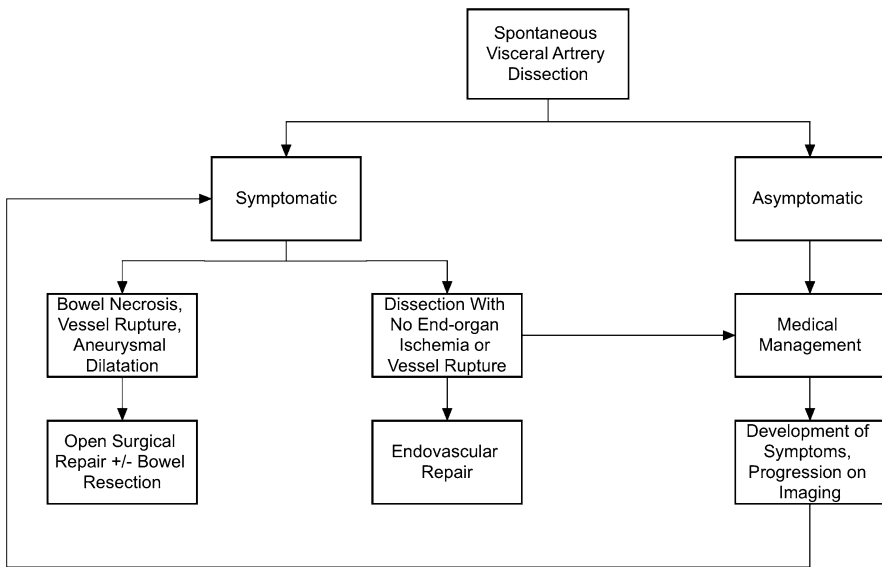 Spontaneous
Visceral Artrery
Dissection
Symptomatic
Asymptomatic
Bowel Necrosis,
Vessel Rupture,
Aneurysmal
Dilatation
Dissection With
No End-organ
Ischemia or
Vessel Rupture
Medical
Management
Open Surgical
Repair +/- Bowel
Resection
Endovascular
Repair
Development of
Symptoms,
Progression on
Imaging